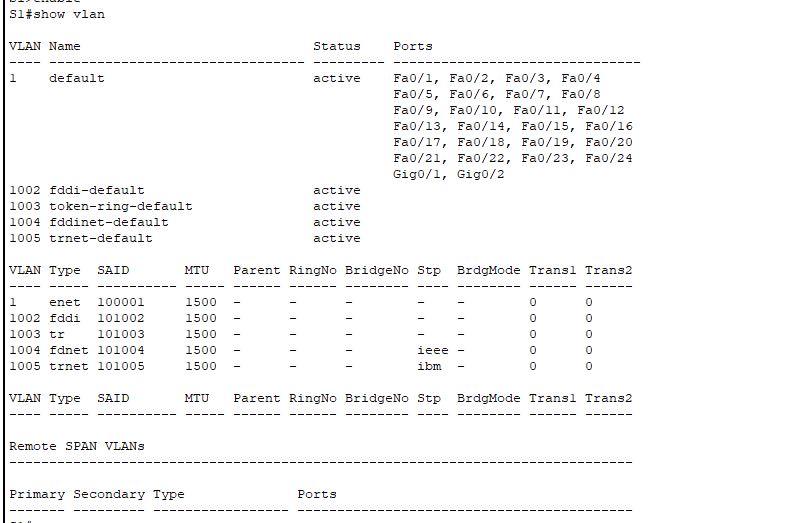 S1#show vlan
VLAN Name                             Status    Ports
---- -------------------------------- --------- -------------------------------
1    default                          active    Fa0/1, Fa0/2, Fa0/3, Fa0/4
                                                Fa0/5, Fa0/6, Fa0/7, Fa0/8
                                                Fa0/9, Fa0/10, Fa0/11, Fa0/12
                                                Fa0/13, Fa0/14, Fa0/15, Fa0/16
                                                Fa0/17, Fa0/18, Fa0/19, Fa0/20
                                                Fa0/21, Fa0/22, Fa0/23, Fa0/24
                                                Gig0/1, Gig0/2
1002 fddi-default                     active
1003 token-ring-default               active
1004 fddinet-default                  active
1005 trnet-default                    active
VLAN Type  SAID       MTU   Parent RingNo BridgeNo Stp  BrdgMode Trans1 Trans2
---- ----- ---------- ----- ------ ------ -------- ---- -------- ------ ------
1    enet  100001     1500  -      -      -        -    -        0      0
1002 fddi  101002     1500  -      -      -        -    -        0      0
1003 tr    101003     1500  -      -      -        -    -        0      0
1004 fdnet 101004     1500  -      -      -        ieee -        0      0
1005 trnet 101005     1500  -      -      -        ibm  -        0      0
VLAN Type  SAID       MTU   Parent RingNo BridgeNo Stp  BrdgMode Trans1 Trans2
---- ----- ---------- ----- ------ ------ -------- ---- -------- ------ ------
Remote SPAN VLANs
------------------------------------------------------------------------------
Primary Secondary Type              Ports
------- --------- ----------------- ------------------------------------------